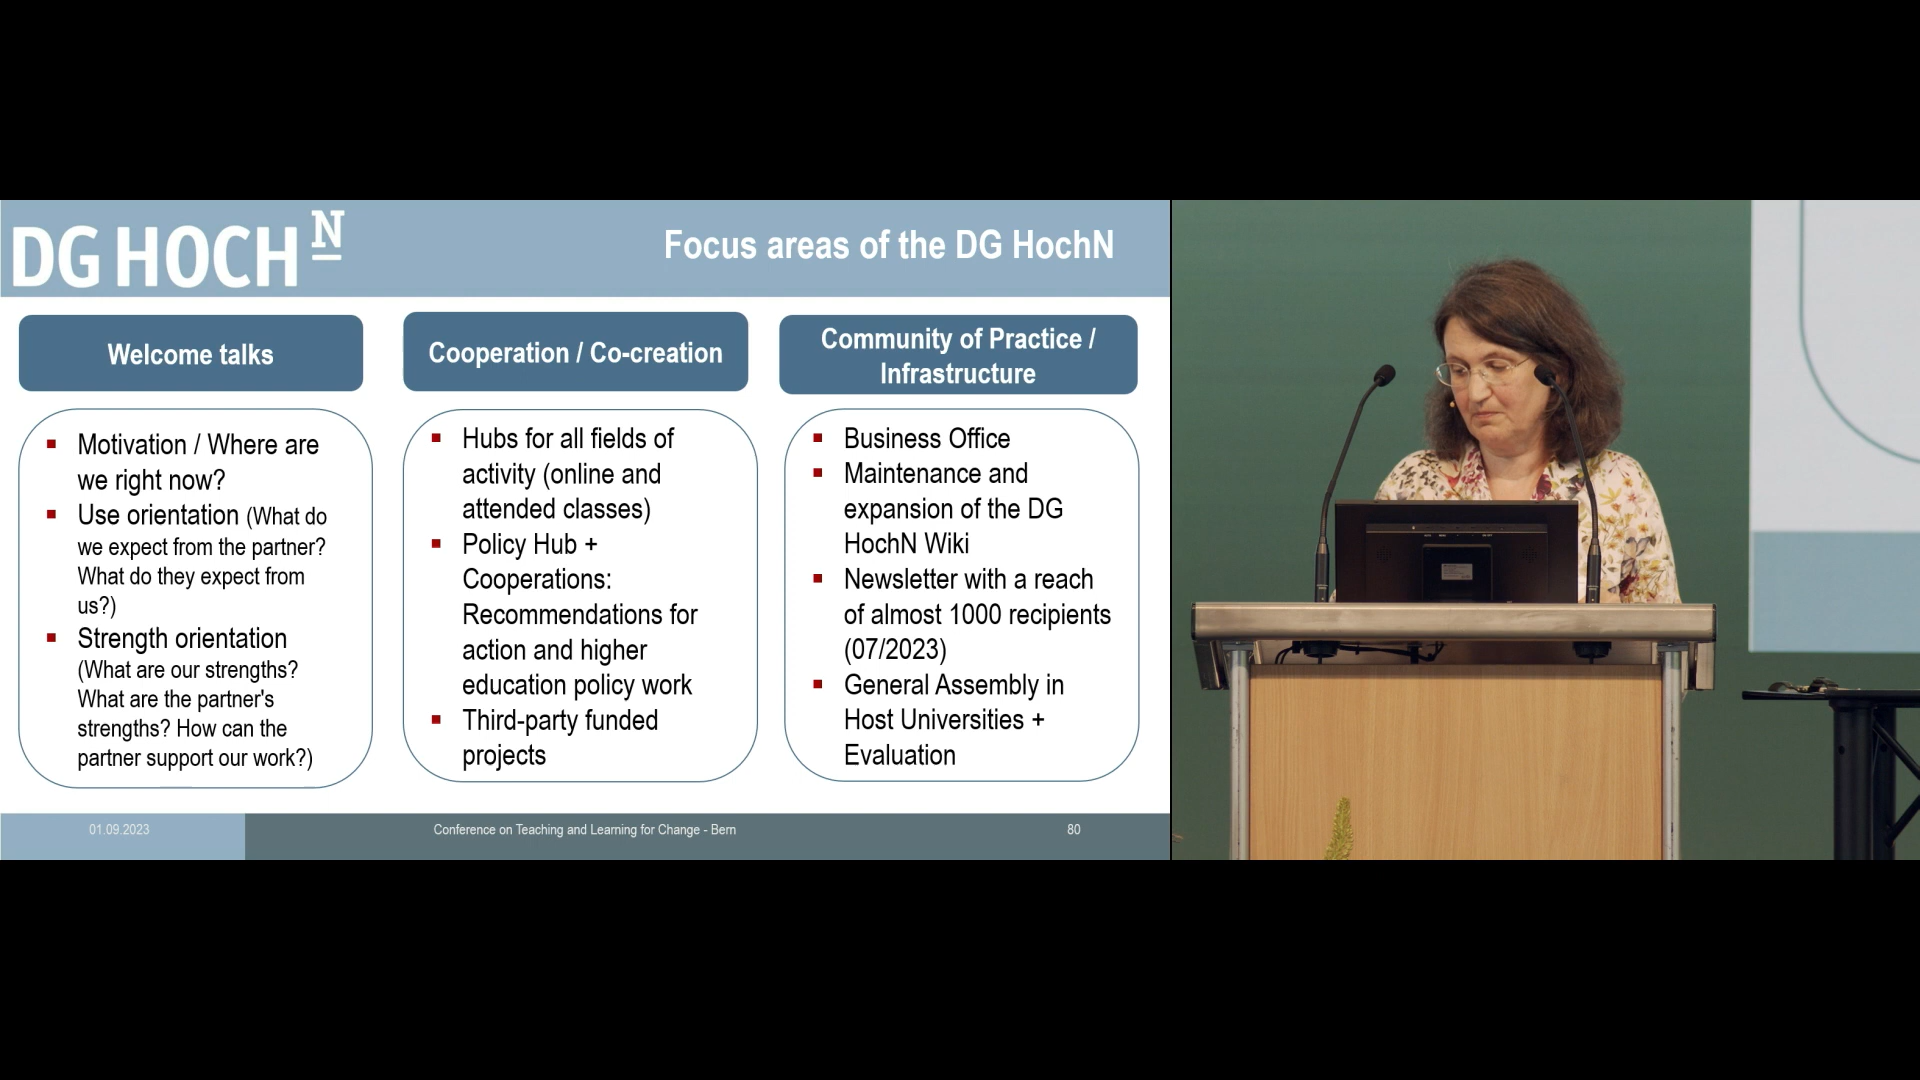 DG HOCH N
Focus areas of the DG HochN
Welcome talks
Motivation / Where are
we right now?
Use orientation (What do
we expect from the partner?
What do they expect from
us?)
Strength orientation
(What are our strengths?
What are the partner's
strengths? How can the
partner support our work?)
Cooperation / Co-creation
Hubs for all fields of
activity (online and
attended classes)
Policy Hub +
Cooperations:
Recommendations for
action and higher
education policy work
Third-party funded
projects
Community of Practice /
Infrastructure
Business Office
Maintenance and
expansion of the DG
HochN Wiki
Newsletter with a reach
of almost 1000 recipients
(07/2023)
General Assembly in
Host Universities +
Evaluation
01.09.2023
Conference on Teaching and Learning for Change - Bern
80